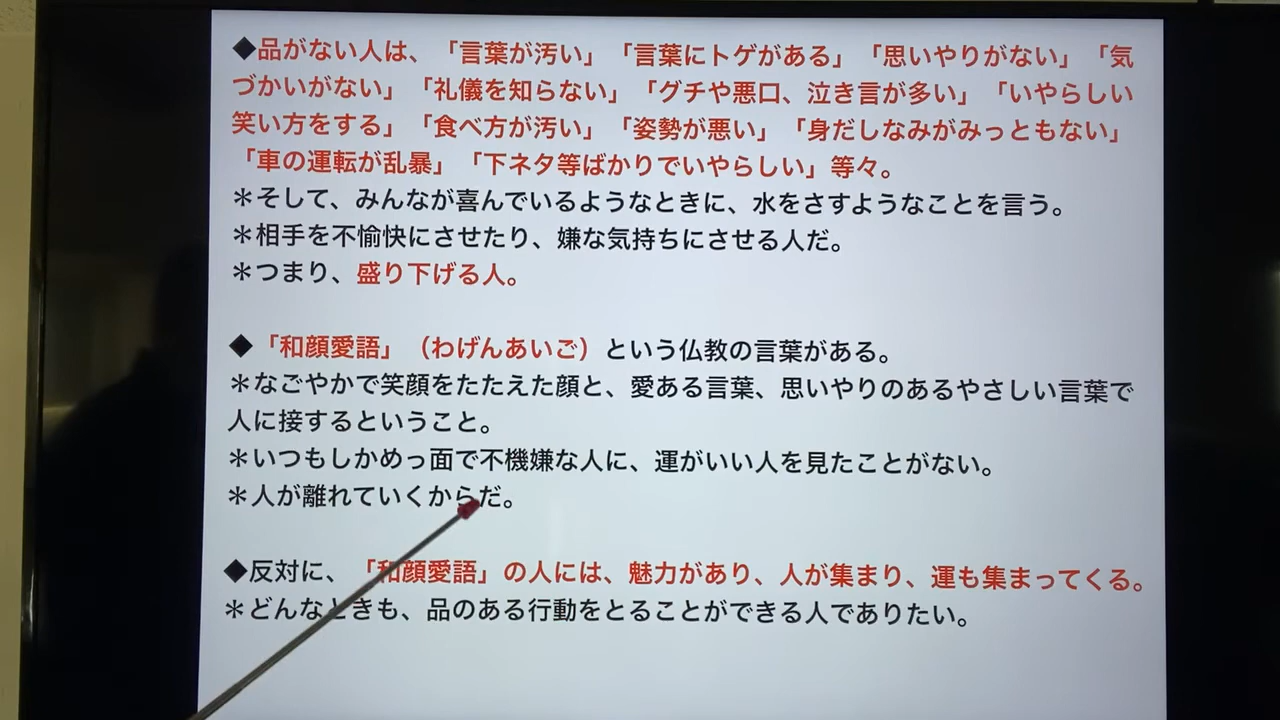 ◆品がない人は、「言葉が汚い」「言葉にトゲがある」「思いやりがない」「気
づかいがない」「礼儀を知らない」「グチや悪口、泣き言が多い」「いやらしい
笑い方をする」「食べ方が汚い」「姿勢が悪い」「身だしなみがみっともない」
「車の運転が乱暴」「下ネタ等ばかりでいやらしい」等々。
＊そして、みんなが喜んでいるようなときに、水をさすようなことを言う。
＊相手を不愉快にさせたり、嫌な気持ちにさせる人だ。
＊つまり、盛り下げる人。
◆「和顔愛語」（わげんあいご）という仏教の言葉がある。
＊なごやかで笑顔をたたえた顔と、愛ある言葉、思いやりのあるやさしい言葉で
人に接するということ。
＊いつもしかめっ面で不機嫌な人に、運がいい人を見たことがない。
＊人が離れていくからだ。
◆反対に、「和顔愛語」の人には、魅力があり、人が集まり、運も集まってくる。
＊どんなときも、品のある行動をとることができる人でありたい。